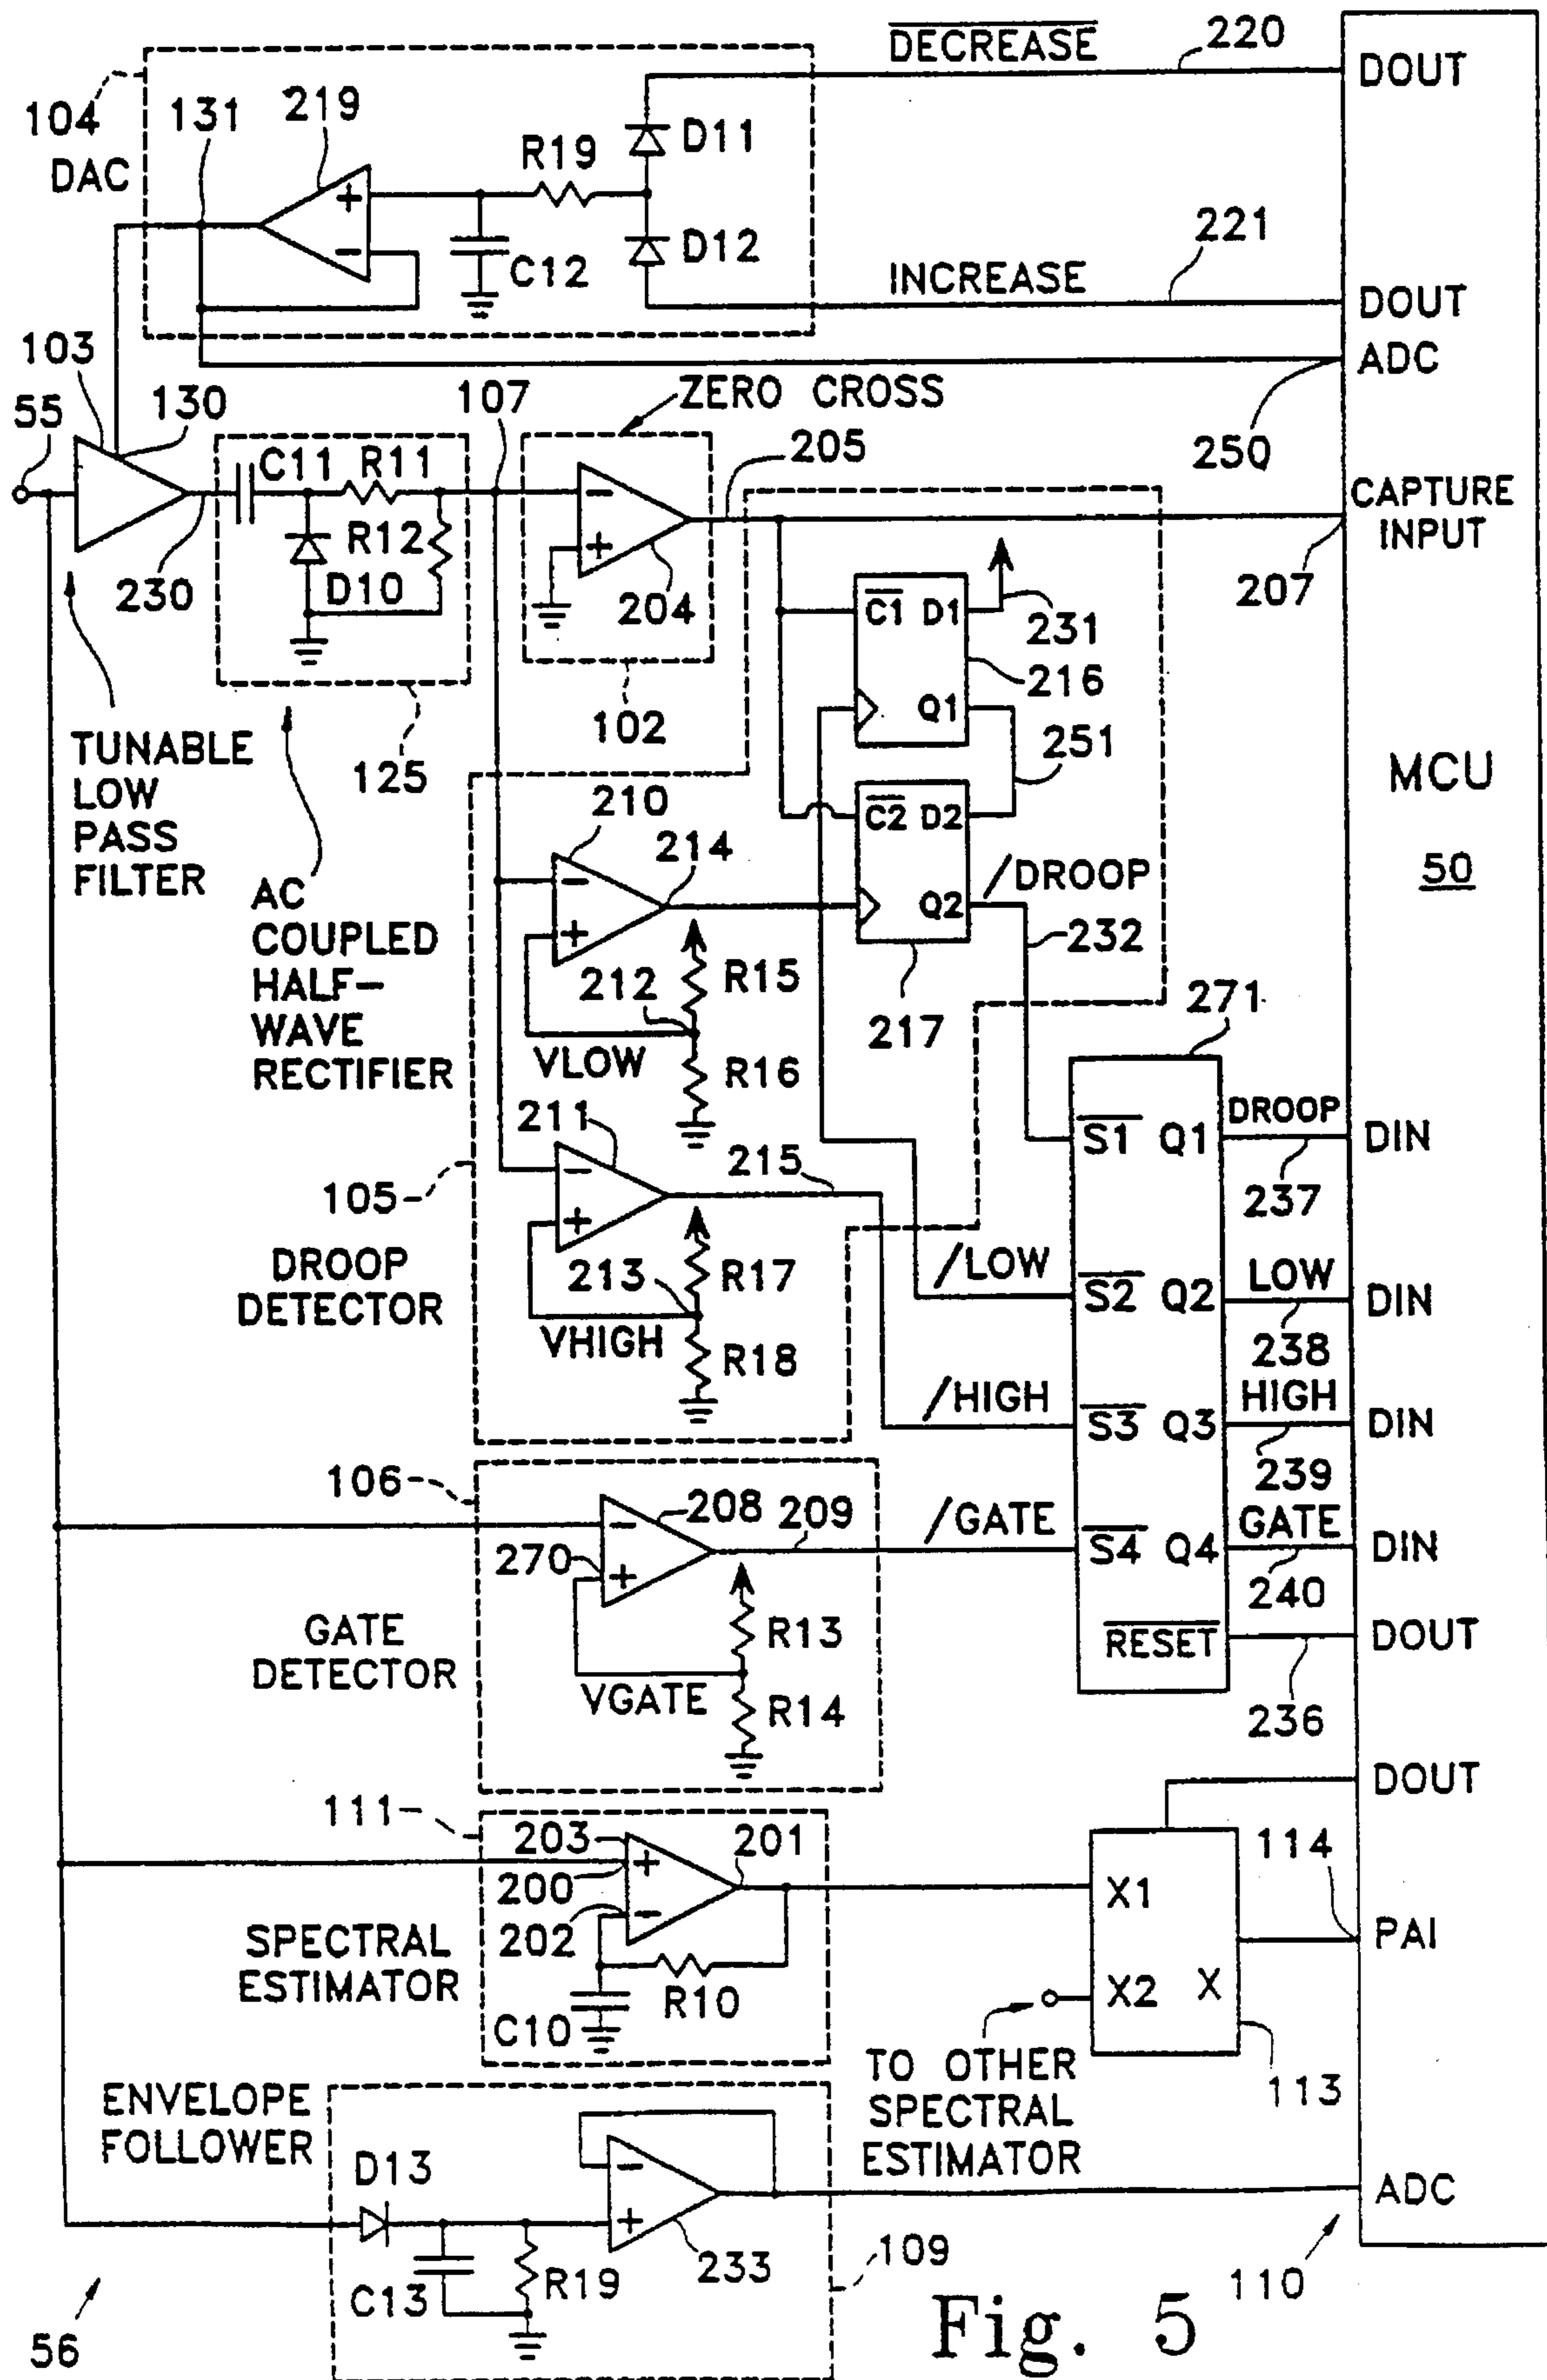 DECREASE
220
DOUT
104
DAC
131
219
R19
D11
D12
C12
221
INCREASE
DOUT
ADC
103
55
130
C11
R11
R12
D10
230
125
107
ZERO CROSS
204
102
205
250
CAPTURE
INPUT
207
C1
D1
Q1
231
216
251
MCU
50
TUNABLE
LOW
PASS
FILTER
AC
COUPLED
HALF-
WAVE
RECTIFIER
210
214
C2
D2
Q2
/DROOP
232
217
212
R15
VLOW
R16
271
211
215
105
DROOP
DETECTOR
213
R17
VHIGH
R18
/LOW
/HIGH
S1
Q1
DROOP
DIN
237
S2
Q2
LOW
DIN
238
S3
Q3
HIGH
DIN
239
S4
Q4
GATE
DIN
240
RESET
DOUT
236
106
208
209
/GATE
270
R13
GATE
DETECTOR
VGATE
R14
DOUT
111
203
200
202
201
114
X1
PAI
SPECTRAL
ESTIMATOR
C10
R10
X2
X
113
TO OTHER
SPECTRAL
ESTIMATOR
ENVELOPE
FOLLOWER
D13
C13
R19
233
109
ADC
110
56
Fig. 5